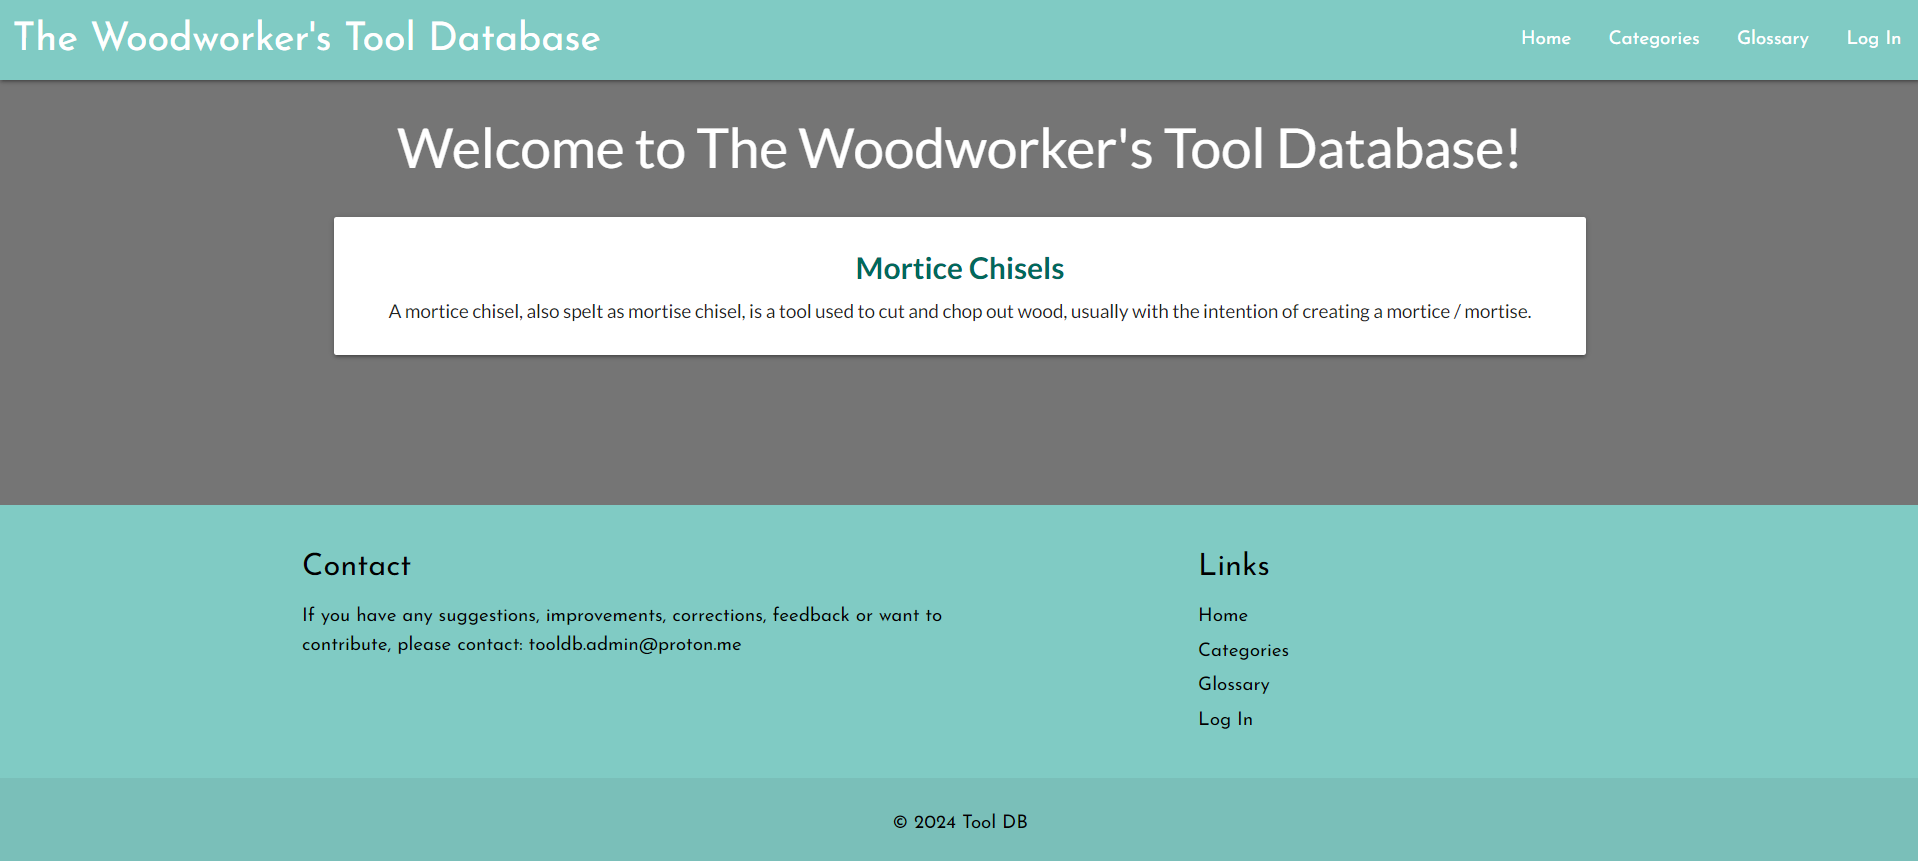 The Woodworker's Tool Database
Home Categories Glossary Log In
Welcome to The Woodworker's Tool Database!
Mortice Chisels
A mortice chisel, also spelt as mortise chisel, is a tool used to cut and chop out wood, usually with the intention of creating a mortice / mortise.
Contact
If you have any suggestions, improvements, corrections, feedback or want to
contribute, please contact: tooldb.admin@proton.me
Links
Home
Categories
Glossary
Log In
© 2024 Tool DB